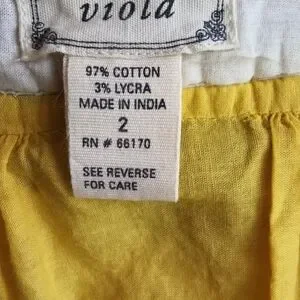 viola
97% COTTON
3% LYCRA
MADE IN INDIA
2
RN # 66170
SEE REVERSE
FOR CARE